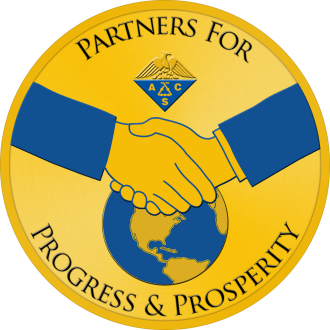 PARTNERS FOR
A C
S
PROGRESS & PROSPERITY